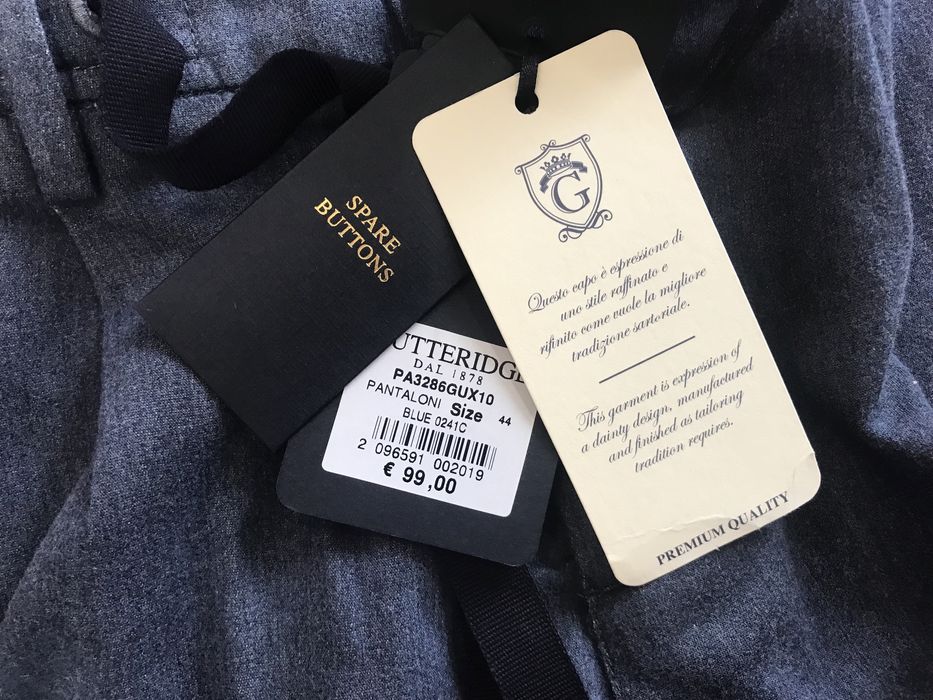 SPARE
BUTTONS
UTTERIDGE
DAL 1878
PA3286GUX10
PANTALONI Size 44
BLUE 0241C
2 096591 002019
€ 99,00
G
Questo capo è espressione di
uno stile raffinato e
rifinito come vuole la migliore
tradizione sartoriale.
This garment is expression of
a dainty design, manufactured
and finished as tailoring
tradition requires.
PREMIUM QUALITY